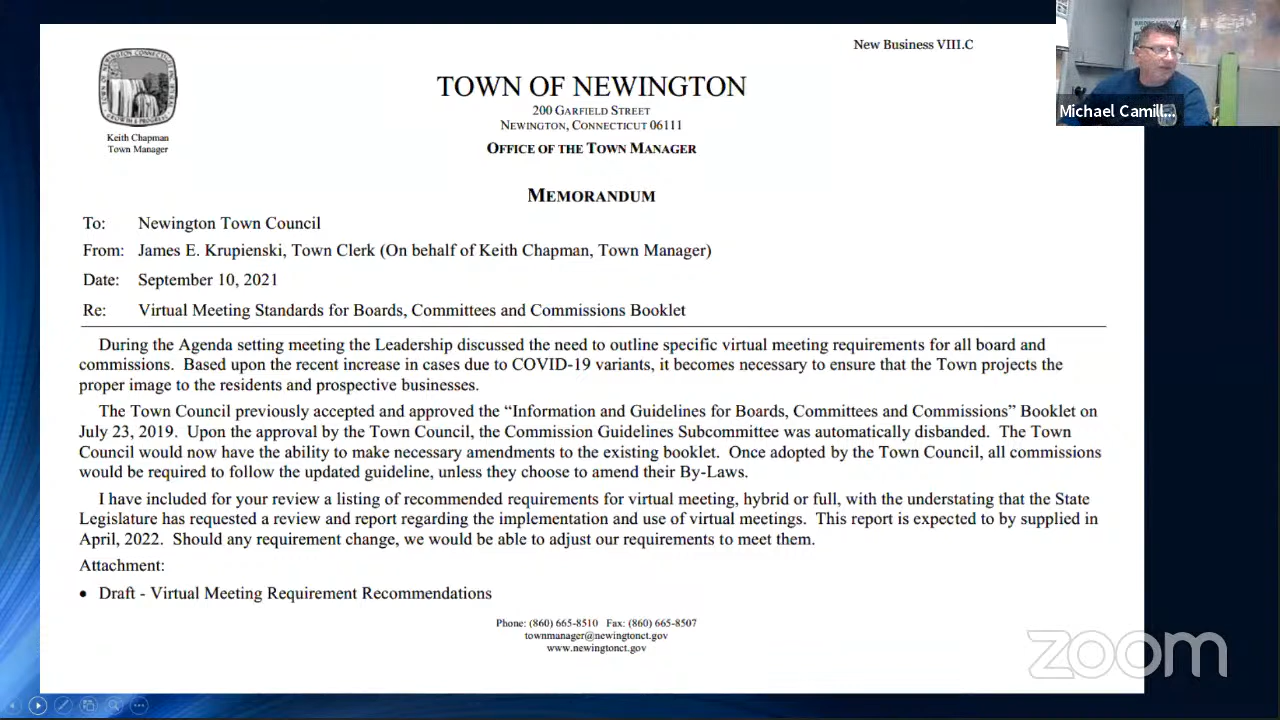 New Business VIII.C
TOWN OF NEWINGTON
200 GARFIELD STREET
NEWINGTON, CONNECTICUT 06111
OFFICE OF THE TOWN MANAGER
Keith Chapman
Town Manager
MEMORANDUM
To: Newington Town Council
From: James E. Krupienski, Town Clerk (On behalf of Keith Chapman, Town Manager)
Date: September 10, 2021
Re: Virtual Meeting Standards for Boards, Committees and Commissions Booklet
During the Agenda setting meeting the Leadership discussed the need to outline specific virtual meeting requirements for all board and
commissions. Based upon the recent increase in cases due to COVID-19 variants, it becomes necessary to ensure that the Town projects the
proper image to the residents and prospective businesses.
The Town Council previously accepted and approved the “Information and Guidelines for Boards, Committees and Commissions” Booklet on
July 23, 2019. Upon the approval by the Town Council, the Commission Guidelines Subcommittee was automatically disbanded. The Town
Council would now have the ability to make necessary amendments to the existing booklet. Once adopted by the Town Council, all commissions
would be required to follow the updated guideline, unless they choose to amend their By-Laws.
I have included for your review a listing of recommended requirements for virtual meeting, hybrid or full, with the understating that the State
Legislature has requested a review and report regarding the implementation and use of virtual meetings. This report is expected to by supplied in
April, 2022. Should any requirement change, we would be able to adjust our requirements to meet them.
Attachment:
• Draft - Virtual Meeting Requirement Recommendations
Phone: (860) 665-8510 Fax: (860) 665-8507
townmanager@newingtonct.gov
www.newingtonct.gov
Michael Camill...
zoom